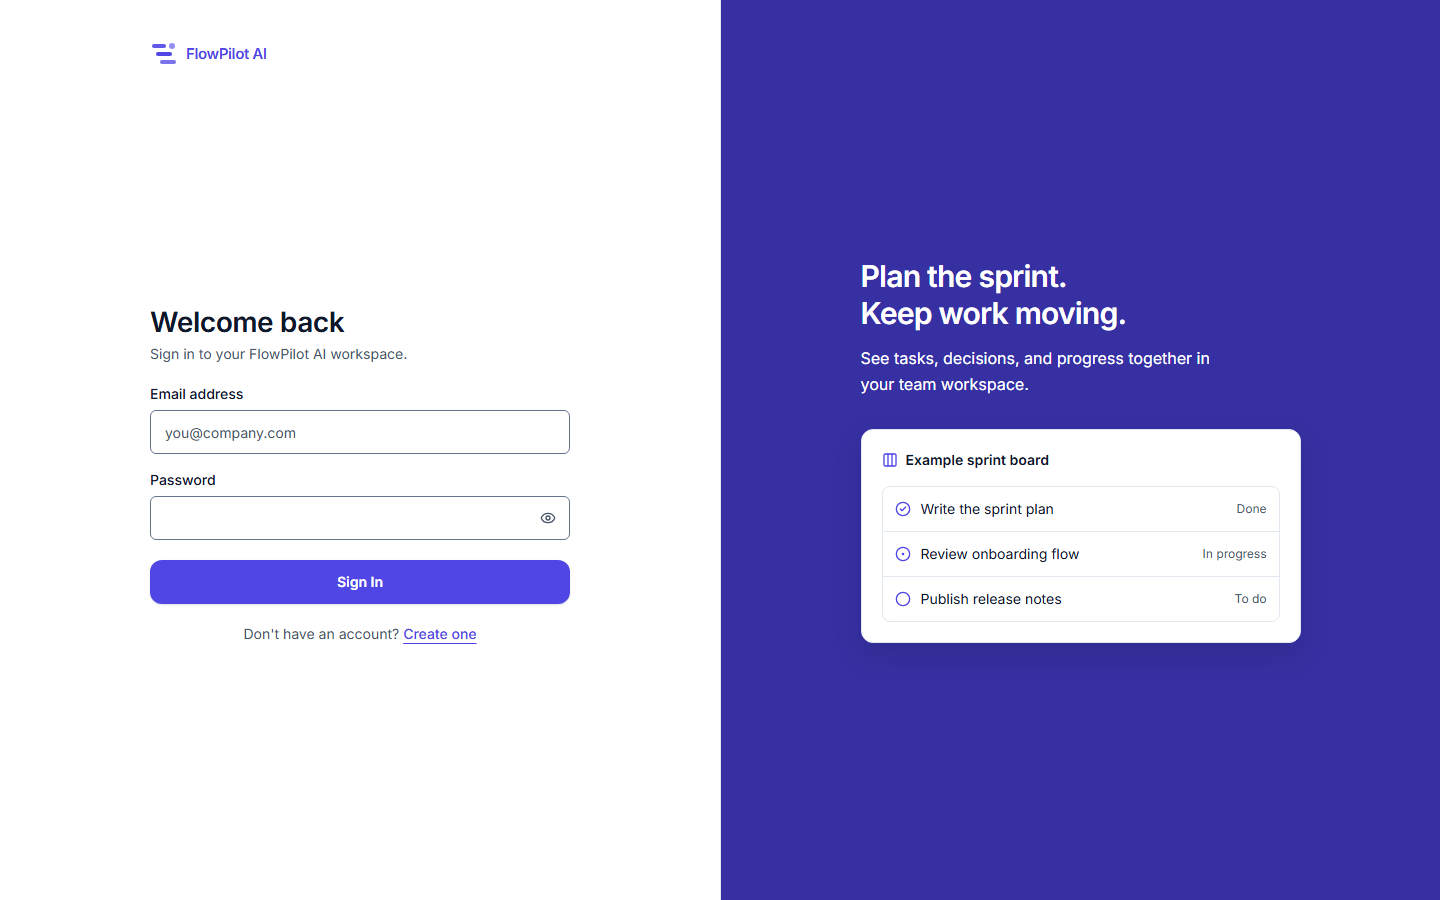 FlowPilot AI
Welcome back
Sign in to your FlowPilot AI workspace.
Email address
you@company.com
Password
Sign In
Don't have an account? Create one
Plan the sprint.
Keep work moving.
See tasks, decisions, and progress together in
your team workspace.
Example sprint board
Write the sprint plan Done
Review onboarding flow In progress
Publish release notes To do